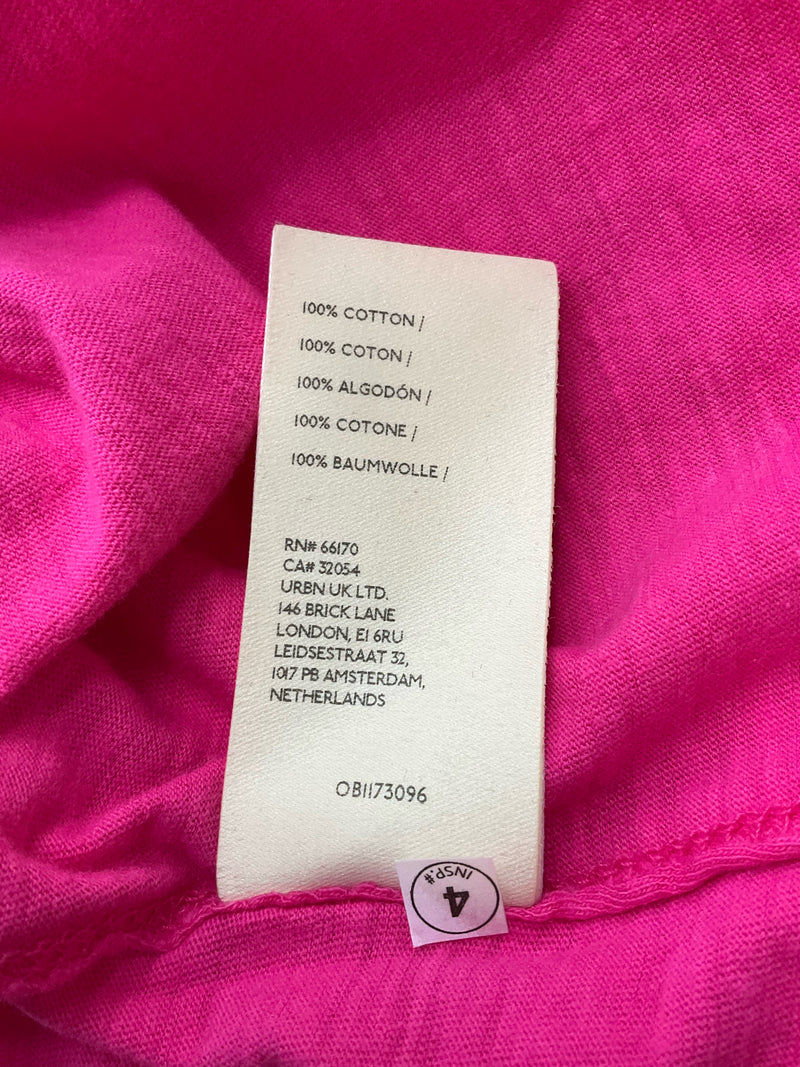 100% COTTON /
100% COTON /
100% ALGODÓN /
100% COTONE /
100% BAUMWOLLE /
RN# 66170
CA# 32054
URBN UK LTD.
146 BRICK LANE
LONDON, E1 6RU
LEIDSESTRAAT 32,
1017 PB AMSTERDAM,
NETHERLANDS
OB1173096
INSP.#
4